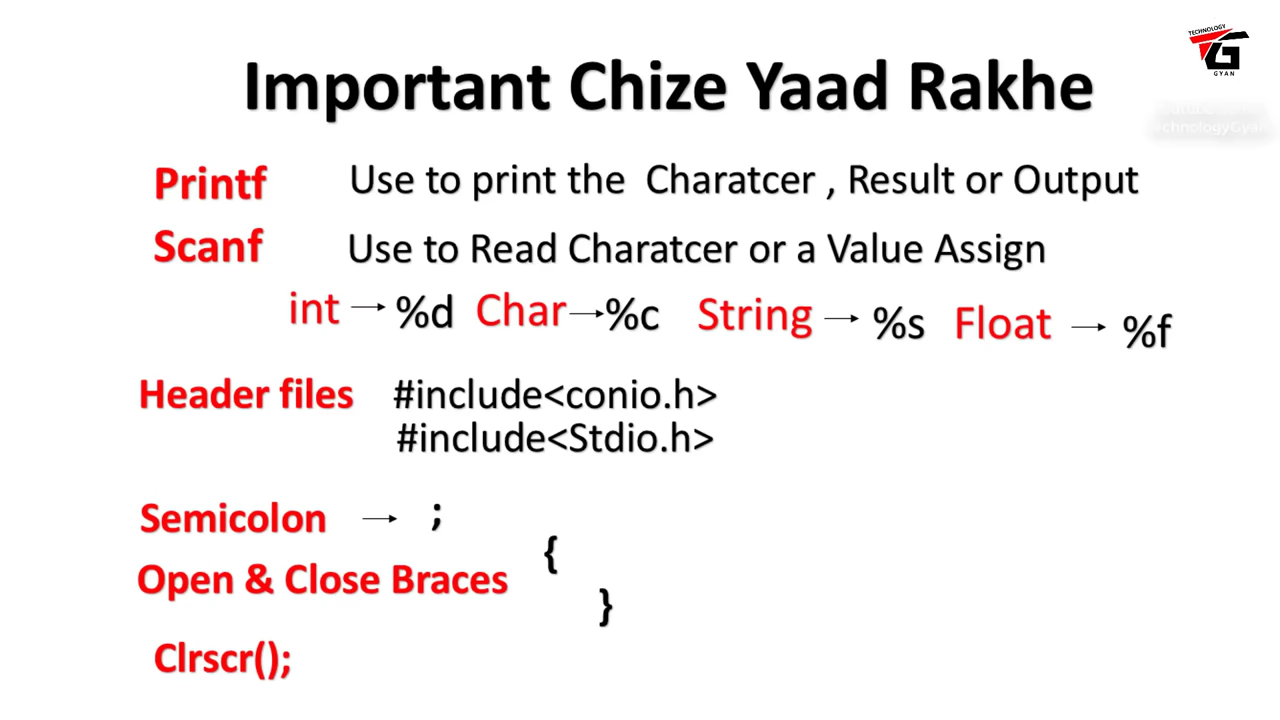 TECHNOLOGY
GYAN
Important Chize Yaad Rakhe
Printf Use to print the Charatcer , Result or Output
Scanf Use to Read Charatcer or a Value Assign
int → %d Char → %c String → %s Float → %f
Header files #include<conio.h>
#include<Stdio.h>
Semicolon → ;
{
Open & Close Braces
}
Clrscr();